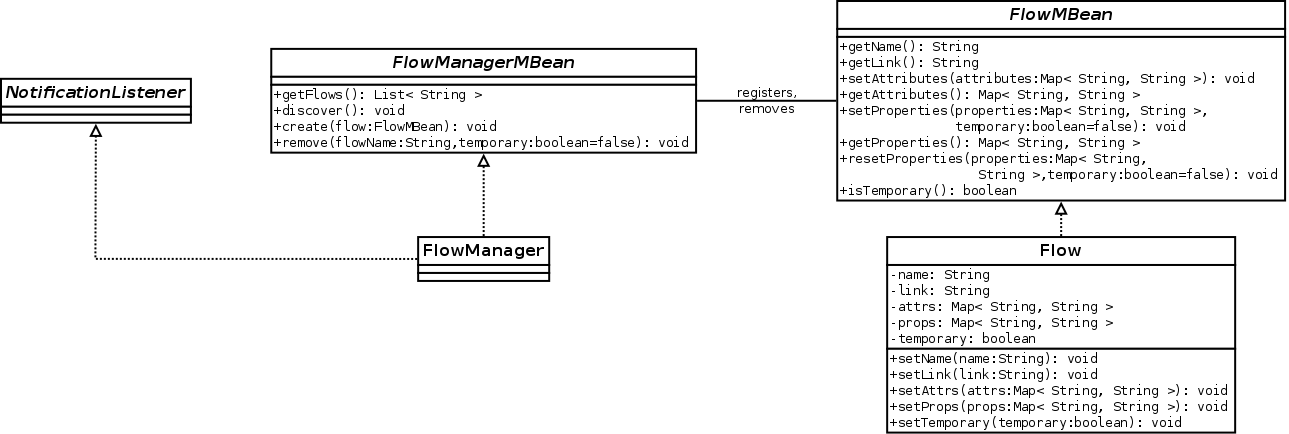 NotificationListener
FlowManagerMBean
+getFlows(): List< String >
+discover(): void
+create(flow:FlowMBean): void
+remove(flowName:String,temporary:boolean=false): void
registers,
removes
FlowMBean
+getName(): String
+getLink(): String
+setAttributes(attributes:Map< String, String >): void
+getAttributes(): Map< String, String >
+setProperties(properties:Map< String, String >,
temporary:boolean=false): void
+getProperties(): Map< String, String >
+resetProperties(properties:Map< String,
String >,temporary:boolean=false): void
+isTemporary(): boolean
FlowManager
Flow
-name: String
-link: String
-attrs: Map< String, String >
-props: Map< String, String >
-temporary: boolean
+setName(name:String): void
+setLink(link:String): void
+setAttrs(attrs:Map< String, String >): void
+setProps(props:Map< String, String >): void
+setTemporary(temporary:boolean): void